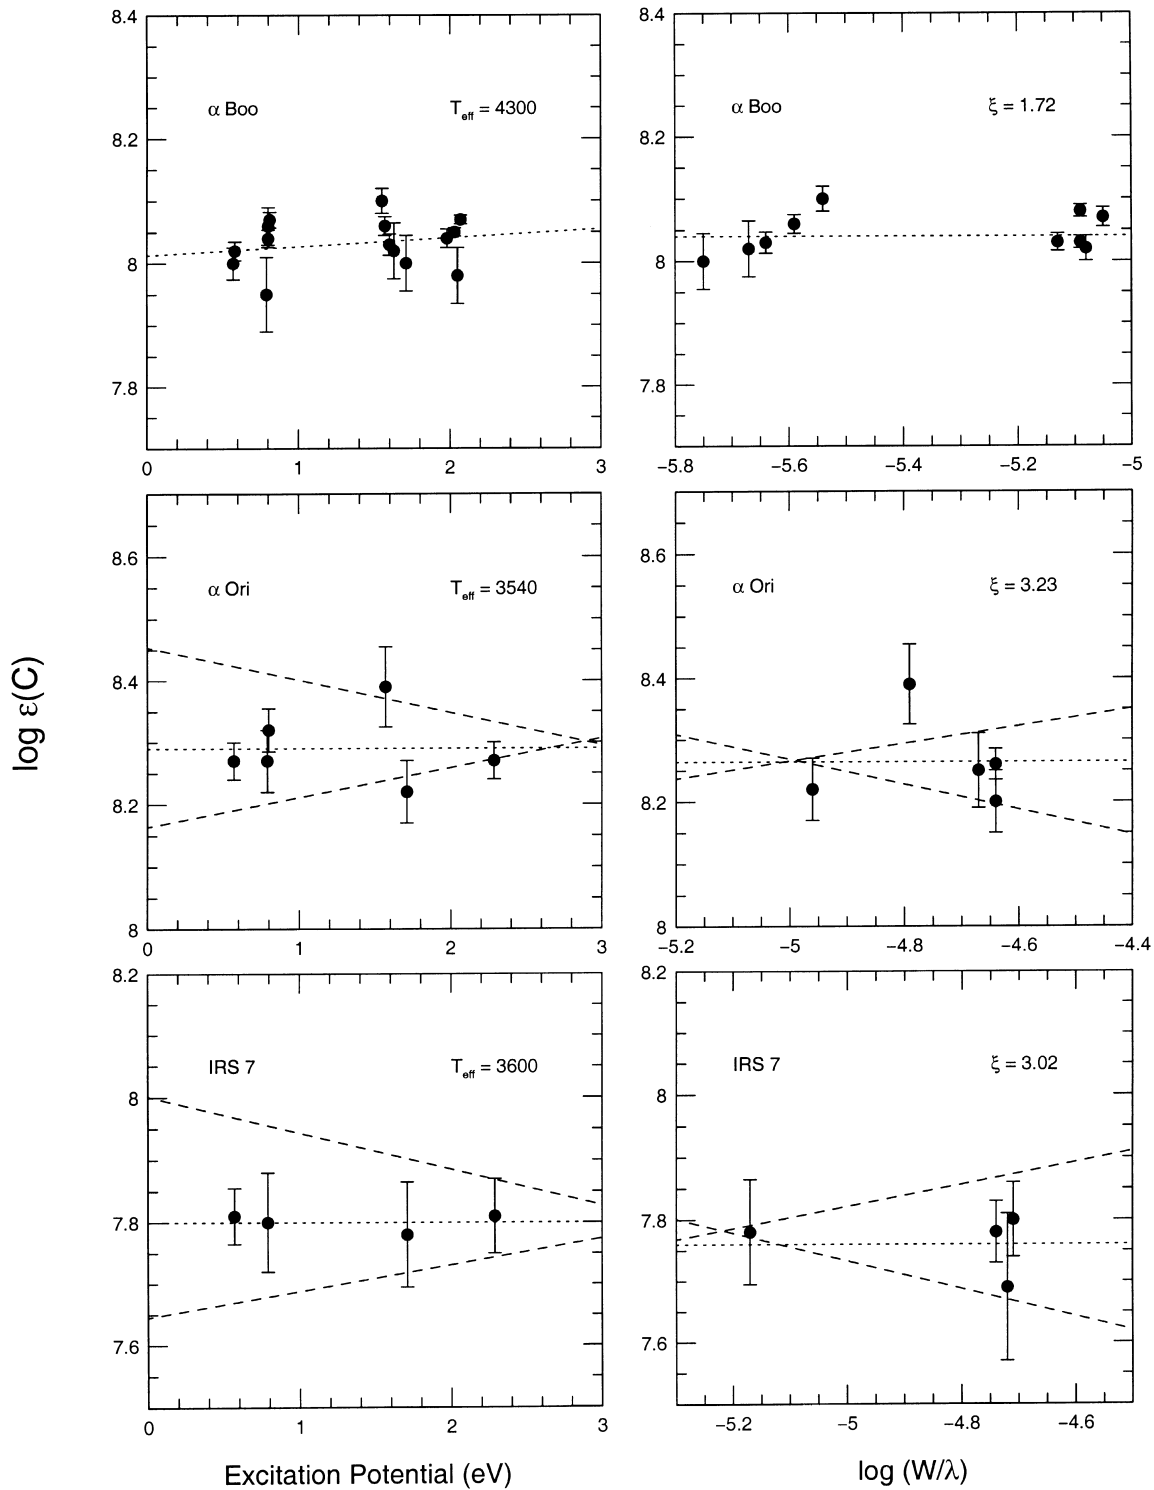 8.4
8.2
8
7.8
α Boo
T_eff = 4300
0 1 2 3
8.4
8.2
8
7.8
α Boo
ξ = 1.72
−5.8 −5.6 −5.4 −5.2 −5
8.6
8.4
8.2
8
α Ori
T_eff = 3540
0 1 2 3
8.6
8.4
8.2
8
α Ori
ξ = 3.23
−5.2 −5 −4.8 −4.6 −4.4
log ε(C)
8.2
8
7.8
7.6
IRS 7
T_eff = 3600
0 1 2 3
Excitation Potential (eV)
8.2
8
7.8
7.6
IRS 7
ξ = 3.02
−5.2 −5 −4.8 −4.6
log (W/λ)